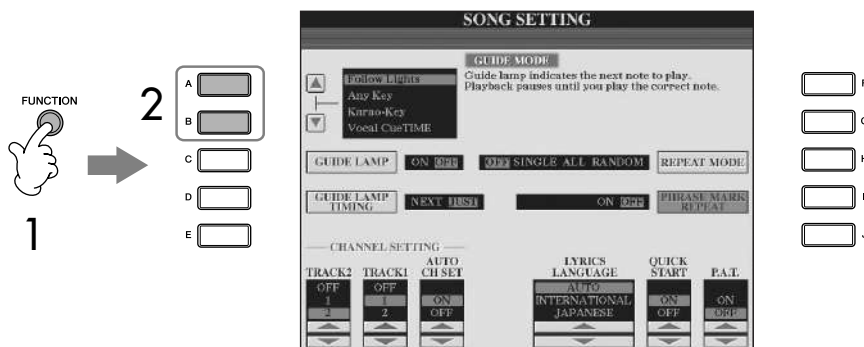 SONG SETTING
GUIDE MODE
Guide lamp indicates the next note to play.
Playback pauses until you play the correct note.
Follow Lights
Any Key
Karao-Key
Vocal CueTIME
FUNCTION
1
2
A
B
C
D
E
GUIDE LAMP ON OFF
OFF SINGLE ALL RANDOM REPEAT MODE
GUIDE LAMP
TIMING
NEXT JUST
ON OFF
PHRASE MARK
REPEAT
CHANNEL SETTING
TRACK2
OFF
1
2
TRACK1
OFF
1
2
AUTO
CH SET
ON
OFF
LYRICS
LANGUAGE
AUTO
INTERNATIONAL
JAPANESE
QUICK
START
ON
OFF
P.A.T.
ON
OFF